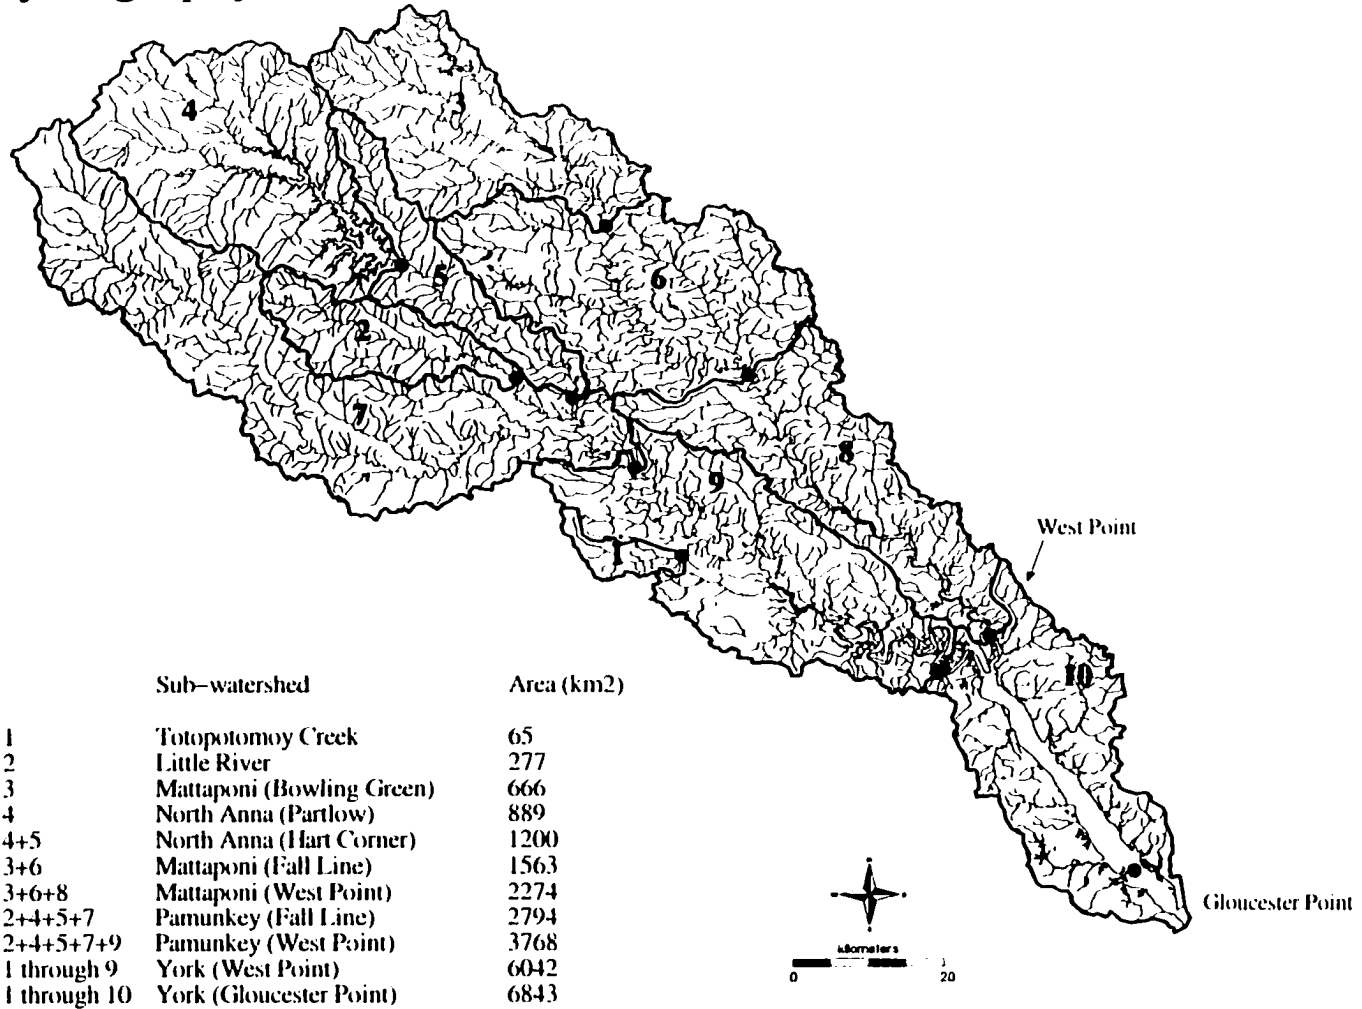 4
3
6
5
2
7
8
9
West Point
1
10
Sub-watershed Area (km2)
1 Totopotomoy Creek 65
2 Little River 277
3 Mattaponi (Bowling Green) 666
4 North Anna (Partlow) 889
4+5 North Anna (Hart Corner) 1200
3+6 Mattaponi (Fall Line) 1563
3+6+8 Mattaponi (West Point) 2274
2+4+5+7 Pamunkey (Fall Line) 2794
2+4+5+7+9 Pamunkey (West Point) 3768
1 through 9 York (West Point) 6042
1 through 10 York (Gloucester Point) 6843
Gloucester Point
kilometers
0 20